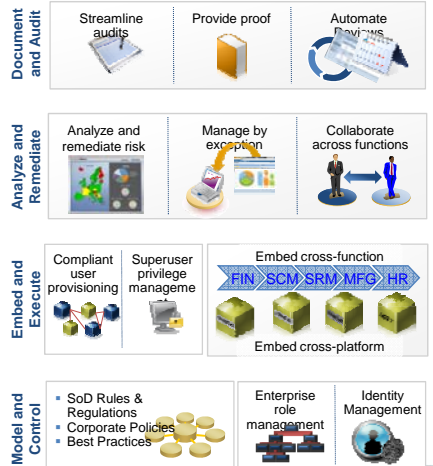 Document
and Audit
Streamline
audits
Provide proof
Automate
Reviews
Analyze and
Remediate
Analyze and
remediate risk
Manage by
exception
Collaborate
across functions
Embed and
Execute
Compliant
user
provisioning
Superuser
privilege
manageme
Embed cross-function
FIN SCM SRM MFG HR
Embed cross-platform
Model and
Control
SoD Rules &
Regulations
Corporate Policies
Best Practices
Enterprise
role
management
Identity
Management